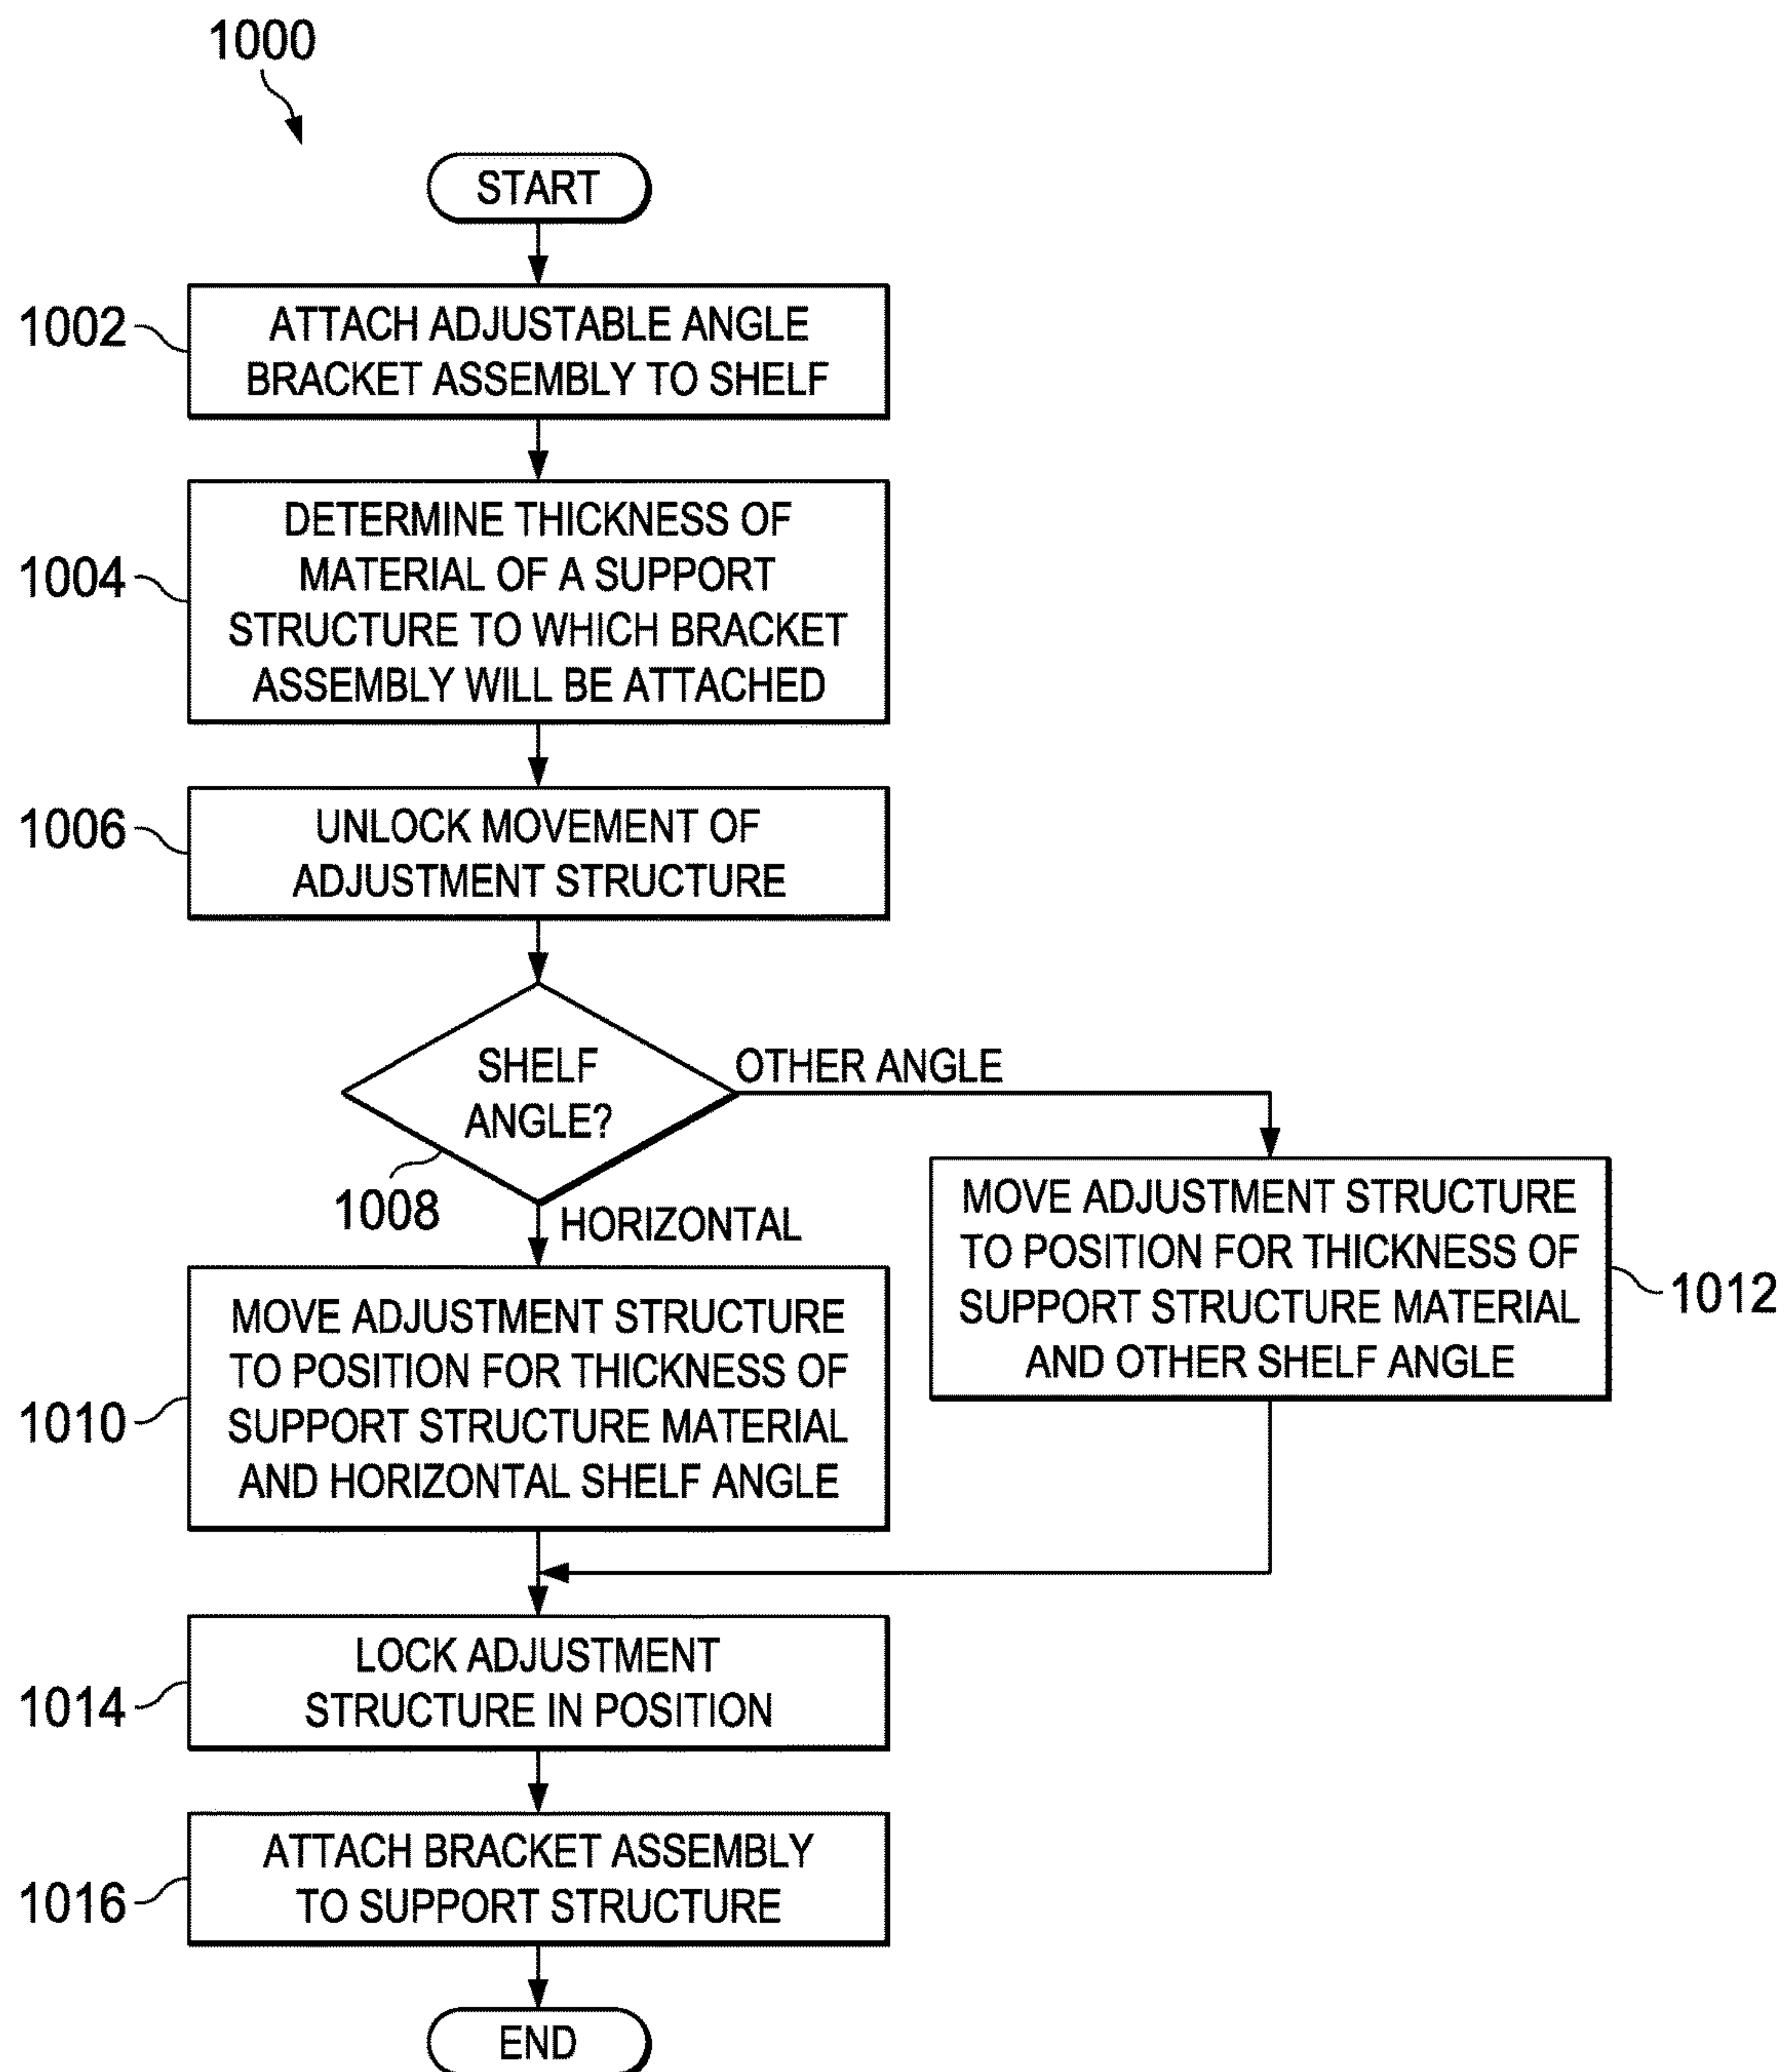 1000
START
1002
ATTACH ADJUSTABLE ANGLE
BRACKET ASSEMBLY TO SHELF
1004
DETERMINE THICKNESS OF
MATERIAL OF A SUPPORT
STRUCTURE TO WHICH BRACKET
ASSEMBLY WILL BE ATTACHED
1006
UNLOCK MOVEMENT OF
ADJUSTMENT STRUCTURE
SHELF
ANGLE?
1008
OTHER ANGLE
HORIZONTAL
MOVE ADJUSTMENT STRUCTURE
TO POSITION FOR THICKNESS OF
SUPPORT STRUCTURE MATERIAL
AND OTHER SHELF ANGLE
1012
1010
MOVE ADJUSTMENT STRUCTURE
TO POSITION FOR THICKNESS OF
SUPPORT STRUCTURE MATERIAL
AND HORIZONTAL SHELF ANGLE
1014
LOCK ADJUSTMENT
STRUCTURE IN POSITION
1016
ATTACH BRACKET ASSEMBLY
TO SUPPORT STRUCTURE
END